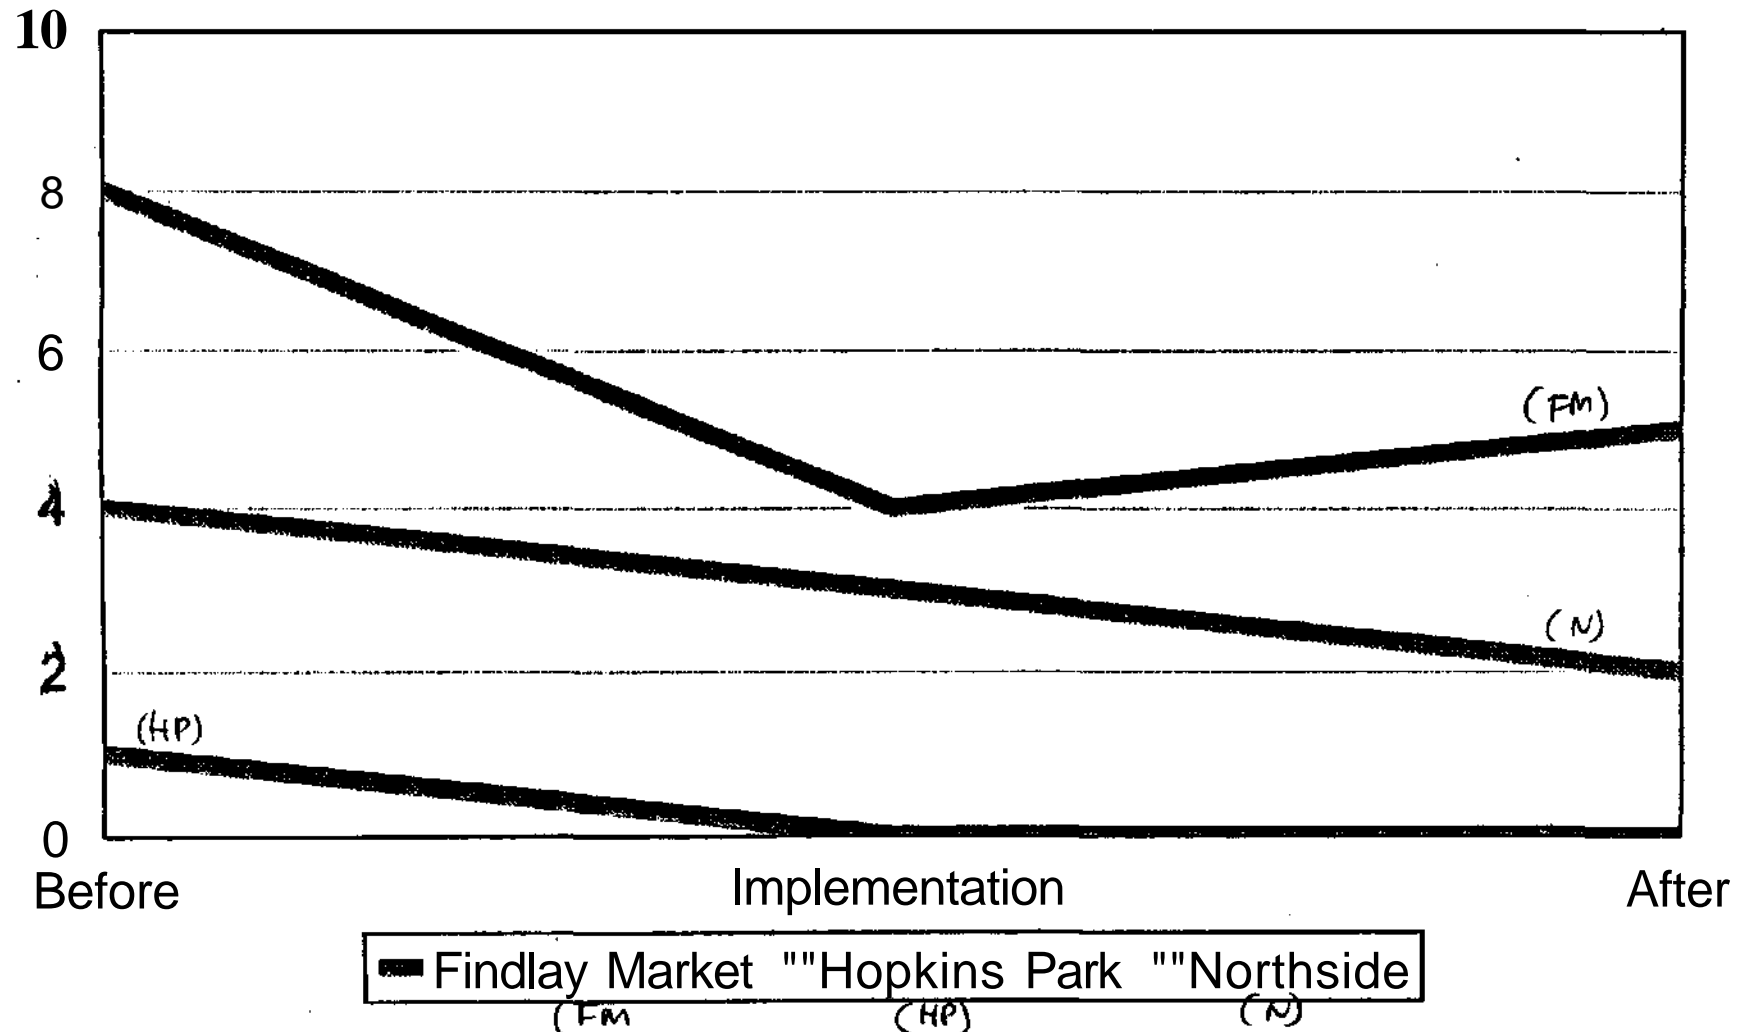 10
8
6
(FM)
4
(N)
2
(HP)
0
Before Implementation After
Findlay Market ""Hopkins Park ""Northside
(FM (HP) (N)